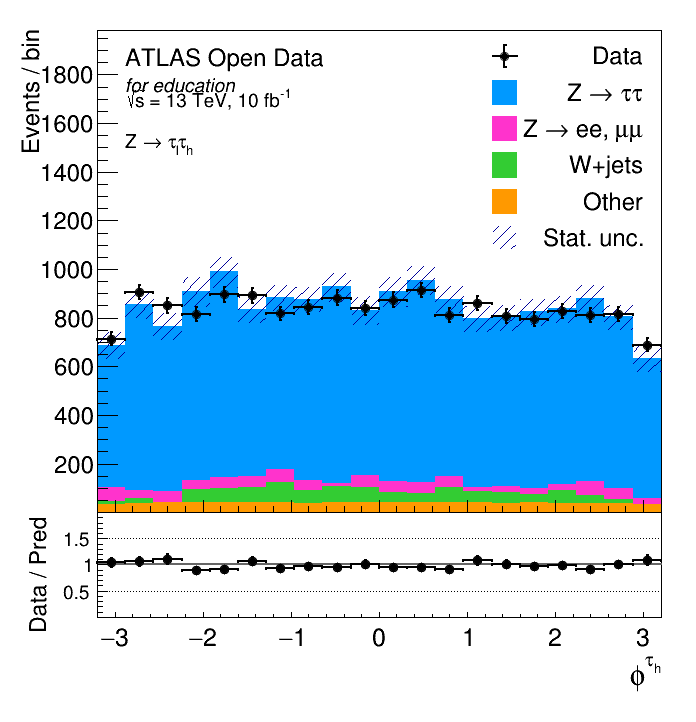 Events / bin
1800
1600
1400
1200
1000
800
600
400
200
ATLAS Open Data
for education
√s = 13 TeV, 10 fb⁻¹
Z → τₗτₕ
Data
Z → ττ
Z → ee, μμ
W+jets
Other
Stat. unc.
Data / Pred
1.5
1
0.5
−3 −2 −1 0 1 2 3
ϕ^τₕ